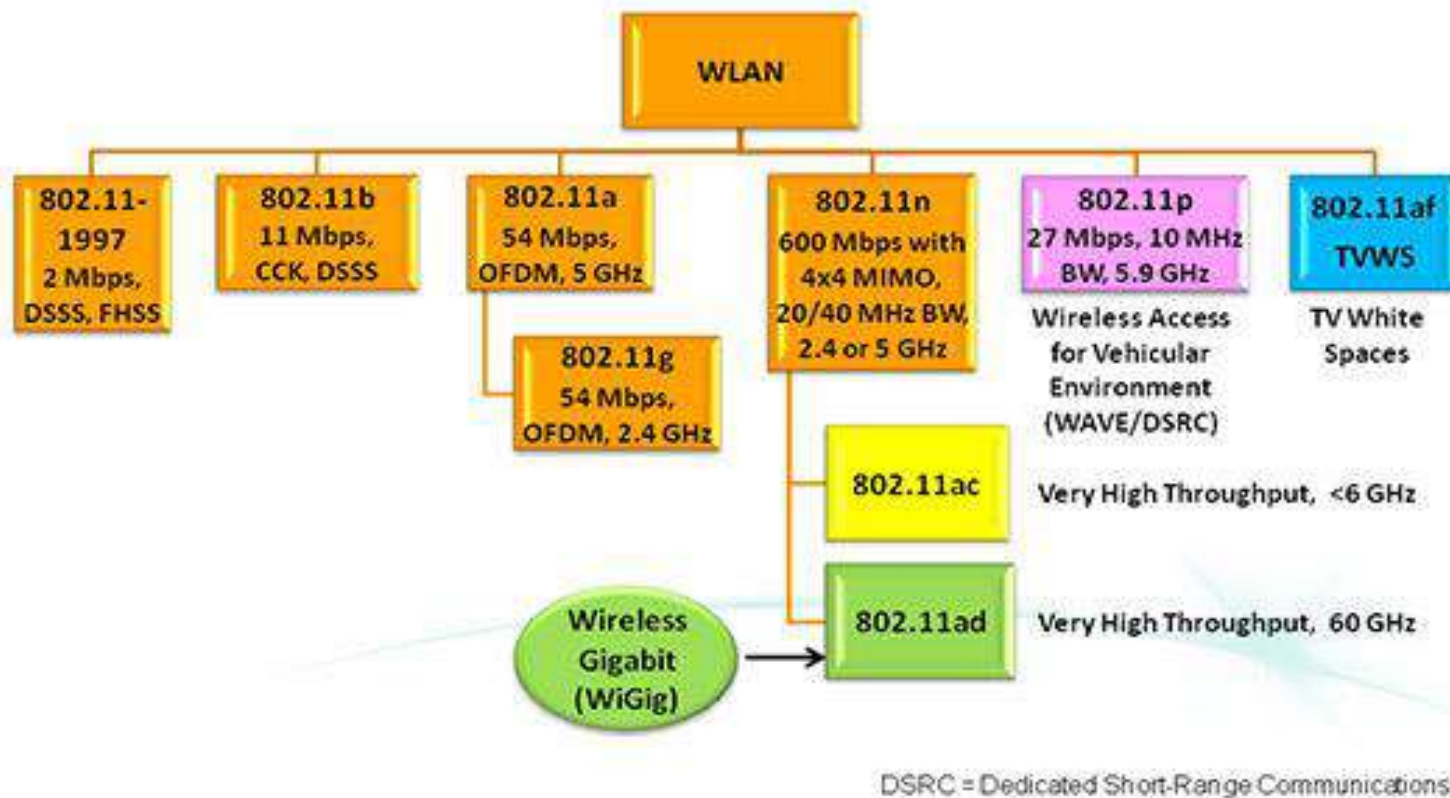 WLAN
802.11-
1997
2 Mbps,
DSSS, FHSS
802.11b
11 Mbps,
CCK, DSSS
802.11a
54 Mbps,
OFDM, 5 GHz
802.11g
54 Mbps,
OFDM, 2.4 GHz
802.11n
600 Mbps with
4x4 MIMO,
20/40 MHz BW,
2.4 or 5 GHz
802.11p
27 Mbps, 10 MHz
BW, 5.9 GHz
Wireless Access
for Vehicular
Environment
(WAVE/DSRC)
802.11af
TVWS
TV White
Spaces
802.11ac
Very High Throughput, <6 GHz
Wireless
Gigabit
(WiGig)
802.11ad
Very High Throughput, 60 GHz
DSRC = Dedicated Short-Range Communications